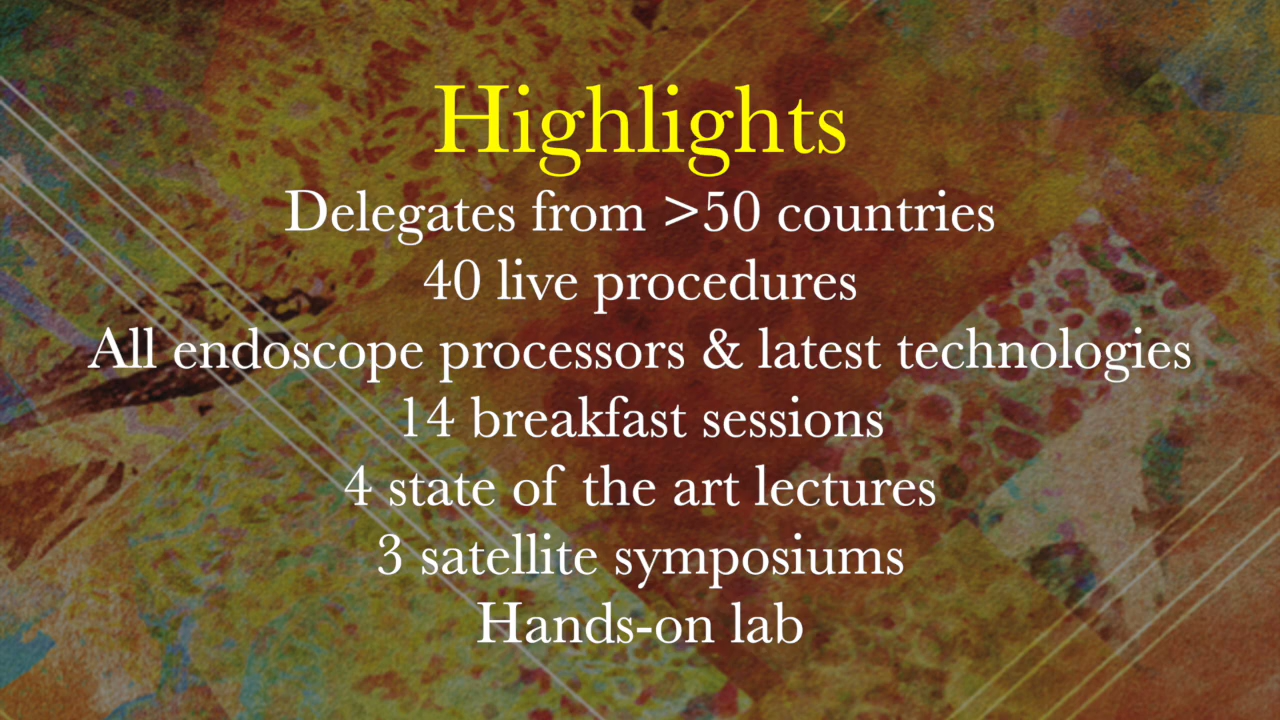 Highlights
Delegates from >50 countries
40 live procedures
All endoscope processors & latest technologies
14 breakfast sessions
4 state of the art lectures
3 satellite symposiums
Hands-on lab